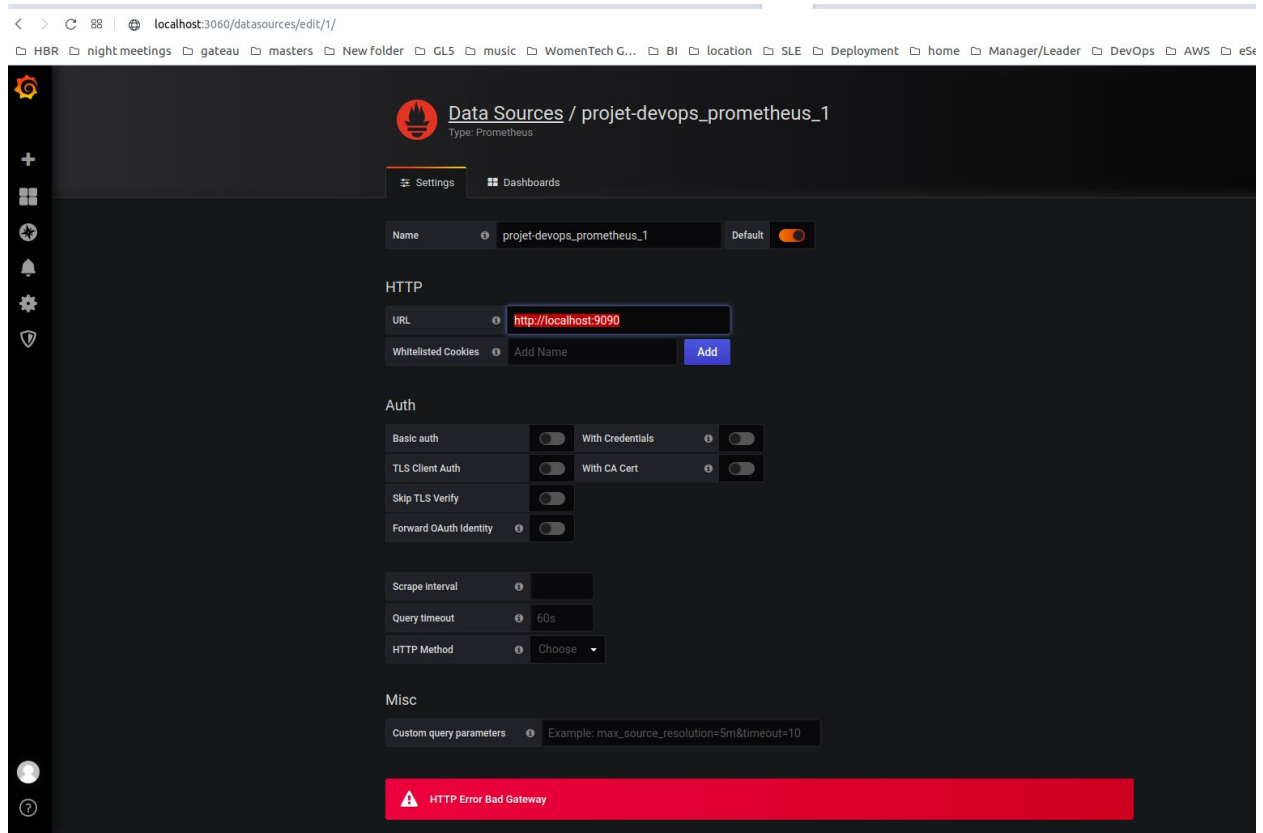 localhost:3060/datasources/edit/1/
HBR night meetings gateau masters New folder GL5 music WomenTech G... BI location SLE Deployment home Manager/Leader DevOps AWS eSe
Data Sources / projet-devops_prometheus_1
Type: Prometheus
Settings Dashboards
Name projet-devops_prometheus_1 Default
HTTP
URL http://localhost:9090
Whitelisted Cookies Add Name Add
Auth
Basic auth With Credentials
TLS Client Auth With CA Cert
Skip TLS Verify
Forward OAuth Identity
Scrape interval
Query timeout 60s
HTTP Method Choose
Misc
Custom query parameters Example: max_source_resolution=5m&timeout=10
HTTP Error Bad Gateway